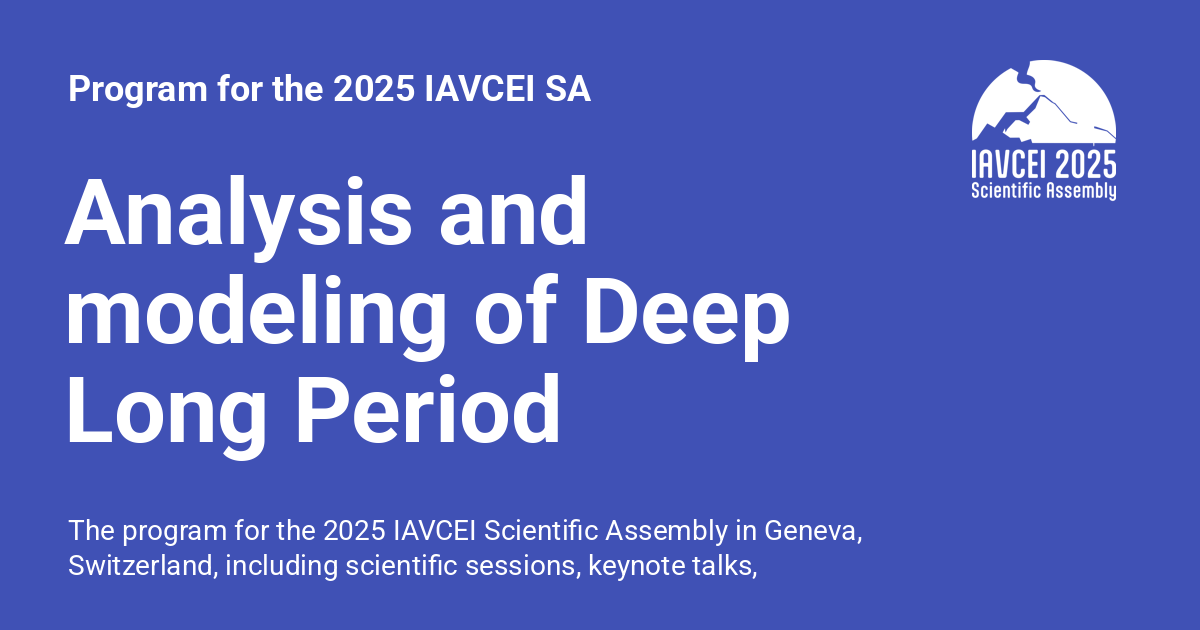 Program for the 2025 IAVCEI SA
IAVCEI 2025
Scientific Assembly
Analysis and
modeling of Deep
Long Period
The program for the 2025 IAVCEI Scientific Assembly in Geneva,
Switzerland, including scientific sessions, keynote talks,